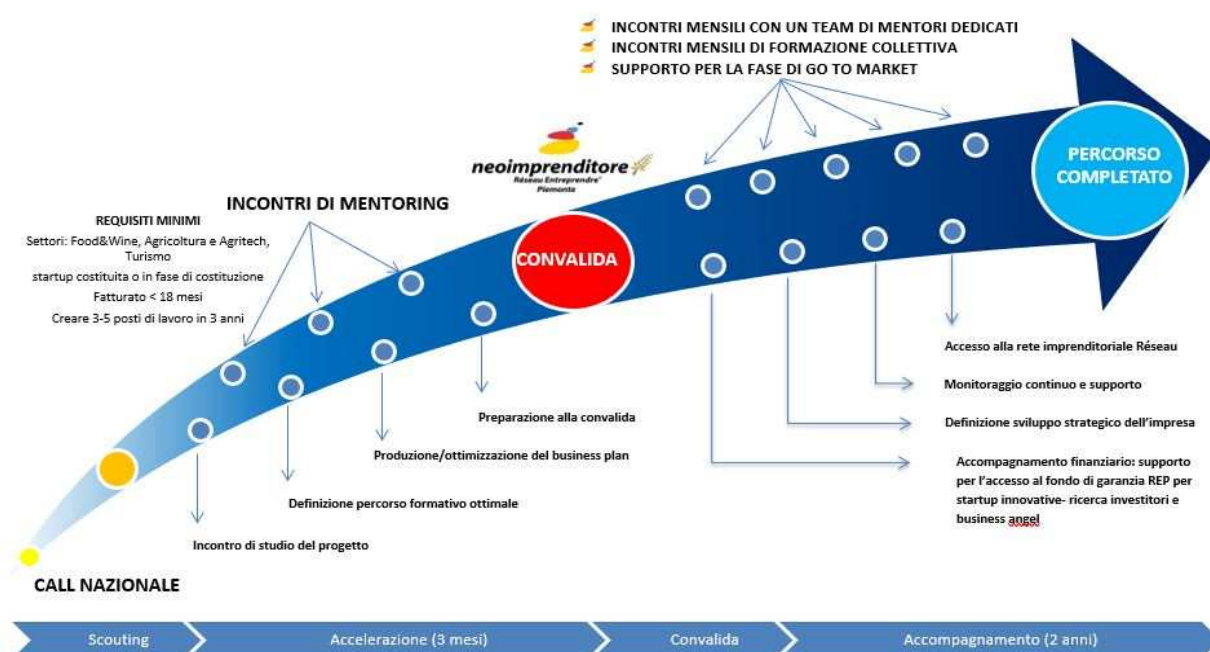 INCONTRI MENSILI CON UN TEAM DI MENTORI DEDICATI
INCONTRI MENSILI DI FORMAZIONE COLLETTIVA
SUPPORTO PER LA FASE DI GO TO MARKET
neoimprenditore
Réseau Entreprendre®
Piemonte
PERCORSO
COMPLETATO
INCONTRI DI MENTORING
REQUISITI MINIMI
Settori: Food&Wine, Agricoltura e Agritech,
Turismo
startup costituita o in fase di costituzione
Fatturato < 18 mesi
Creare 3-5 posti di lavoro in 3 anni
CONVALIDA
Accesso alla rete imprenditoriale Réseau
Monitoraggio continuo e supporto
Preparazione alla convalida
Definizione sviluppo strategico dell'impresa
Produzione/ottimizzazione del business plan
Accompagnamento finanziario: supporto
per l'accesso al fondo di garanzia REP per
startup innovative- ricerca investitori e
business angel
Definizione percorso formativo ottimale
Incontro di studio del progetto
CALL NAZIONALE
Scouting
Accelerazione (3 mesi)
Convalida
Accompagnamento (2 anni)